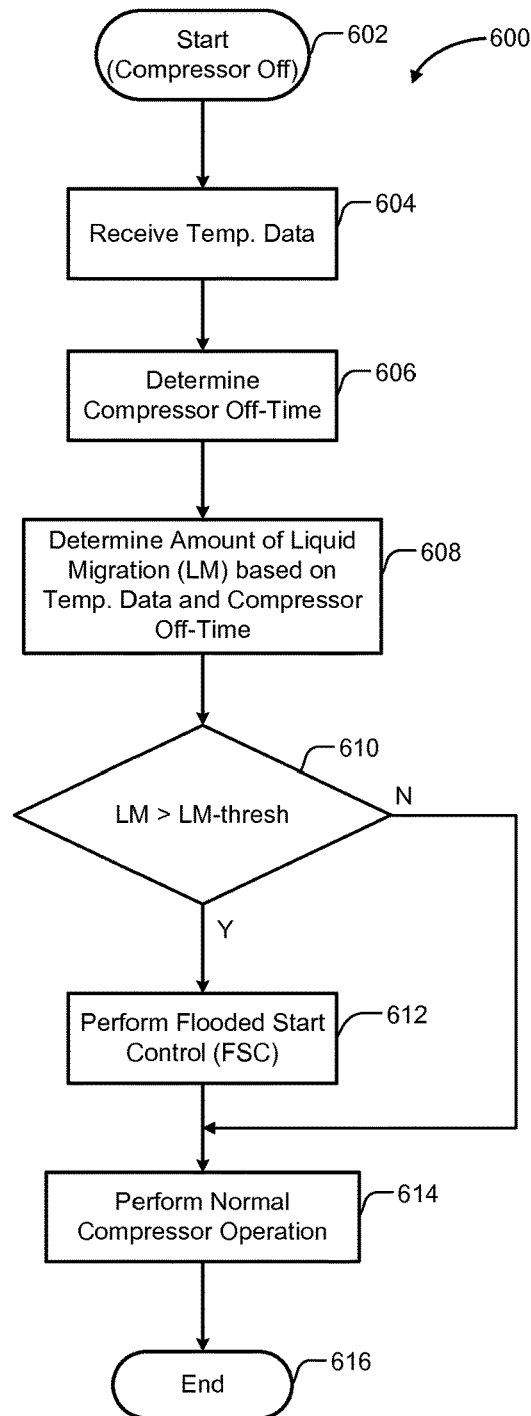 Start
(Compressor Off)
602
600
Receive Temp. Data
604
Determine
Compressor Off-Time
606
Determine Amount of Liquid
Migration (LM) based on
Temp. Data and Compressor
Off-Time
608
LM > LM-thresh
610
N
Y
Perform Flooded Start
Control (FSC)
612
Perform Normal
Compressor Operation
614
End
616